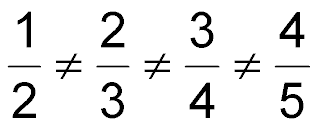 1/2 ≠ 2/3 ≠ 3/4 ≠ 4/5